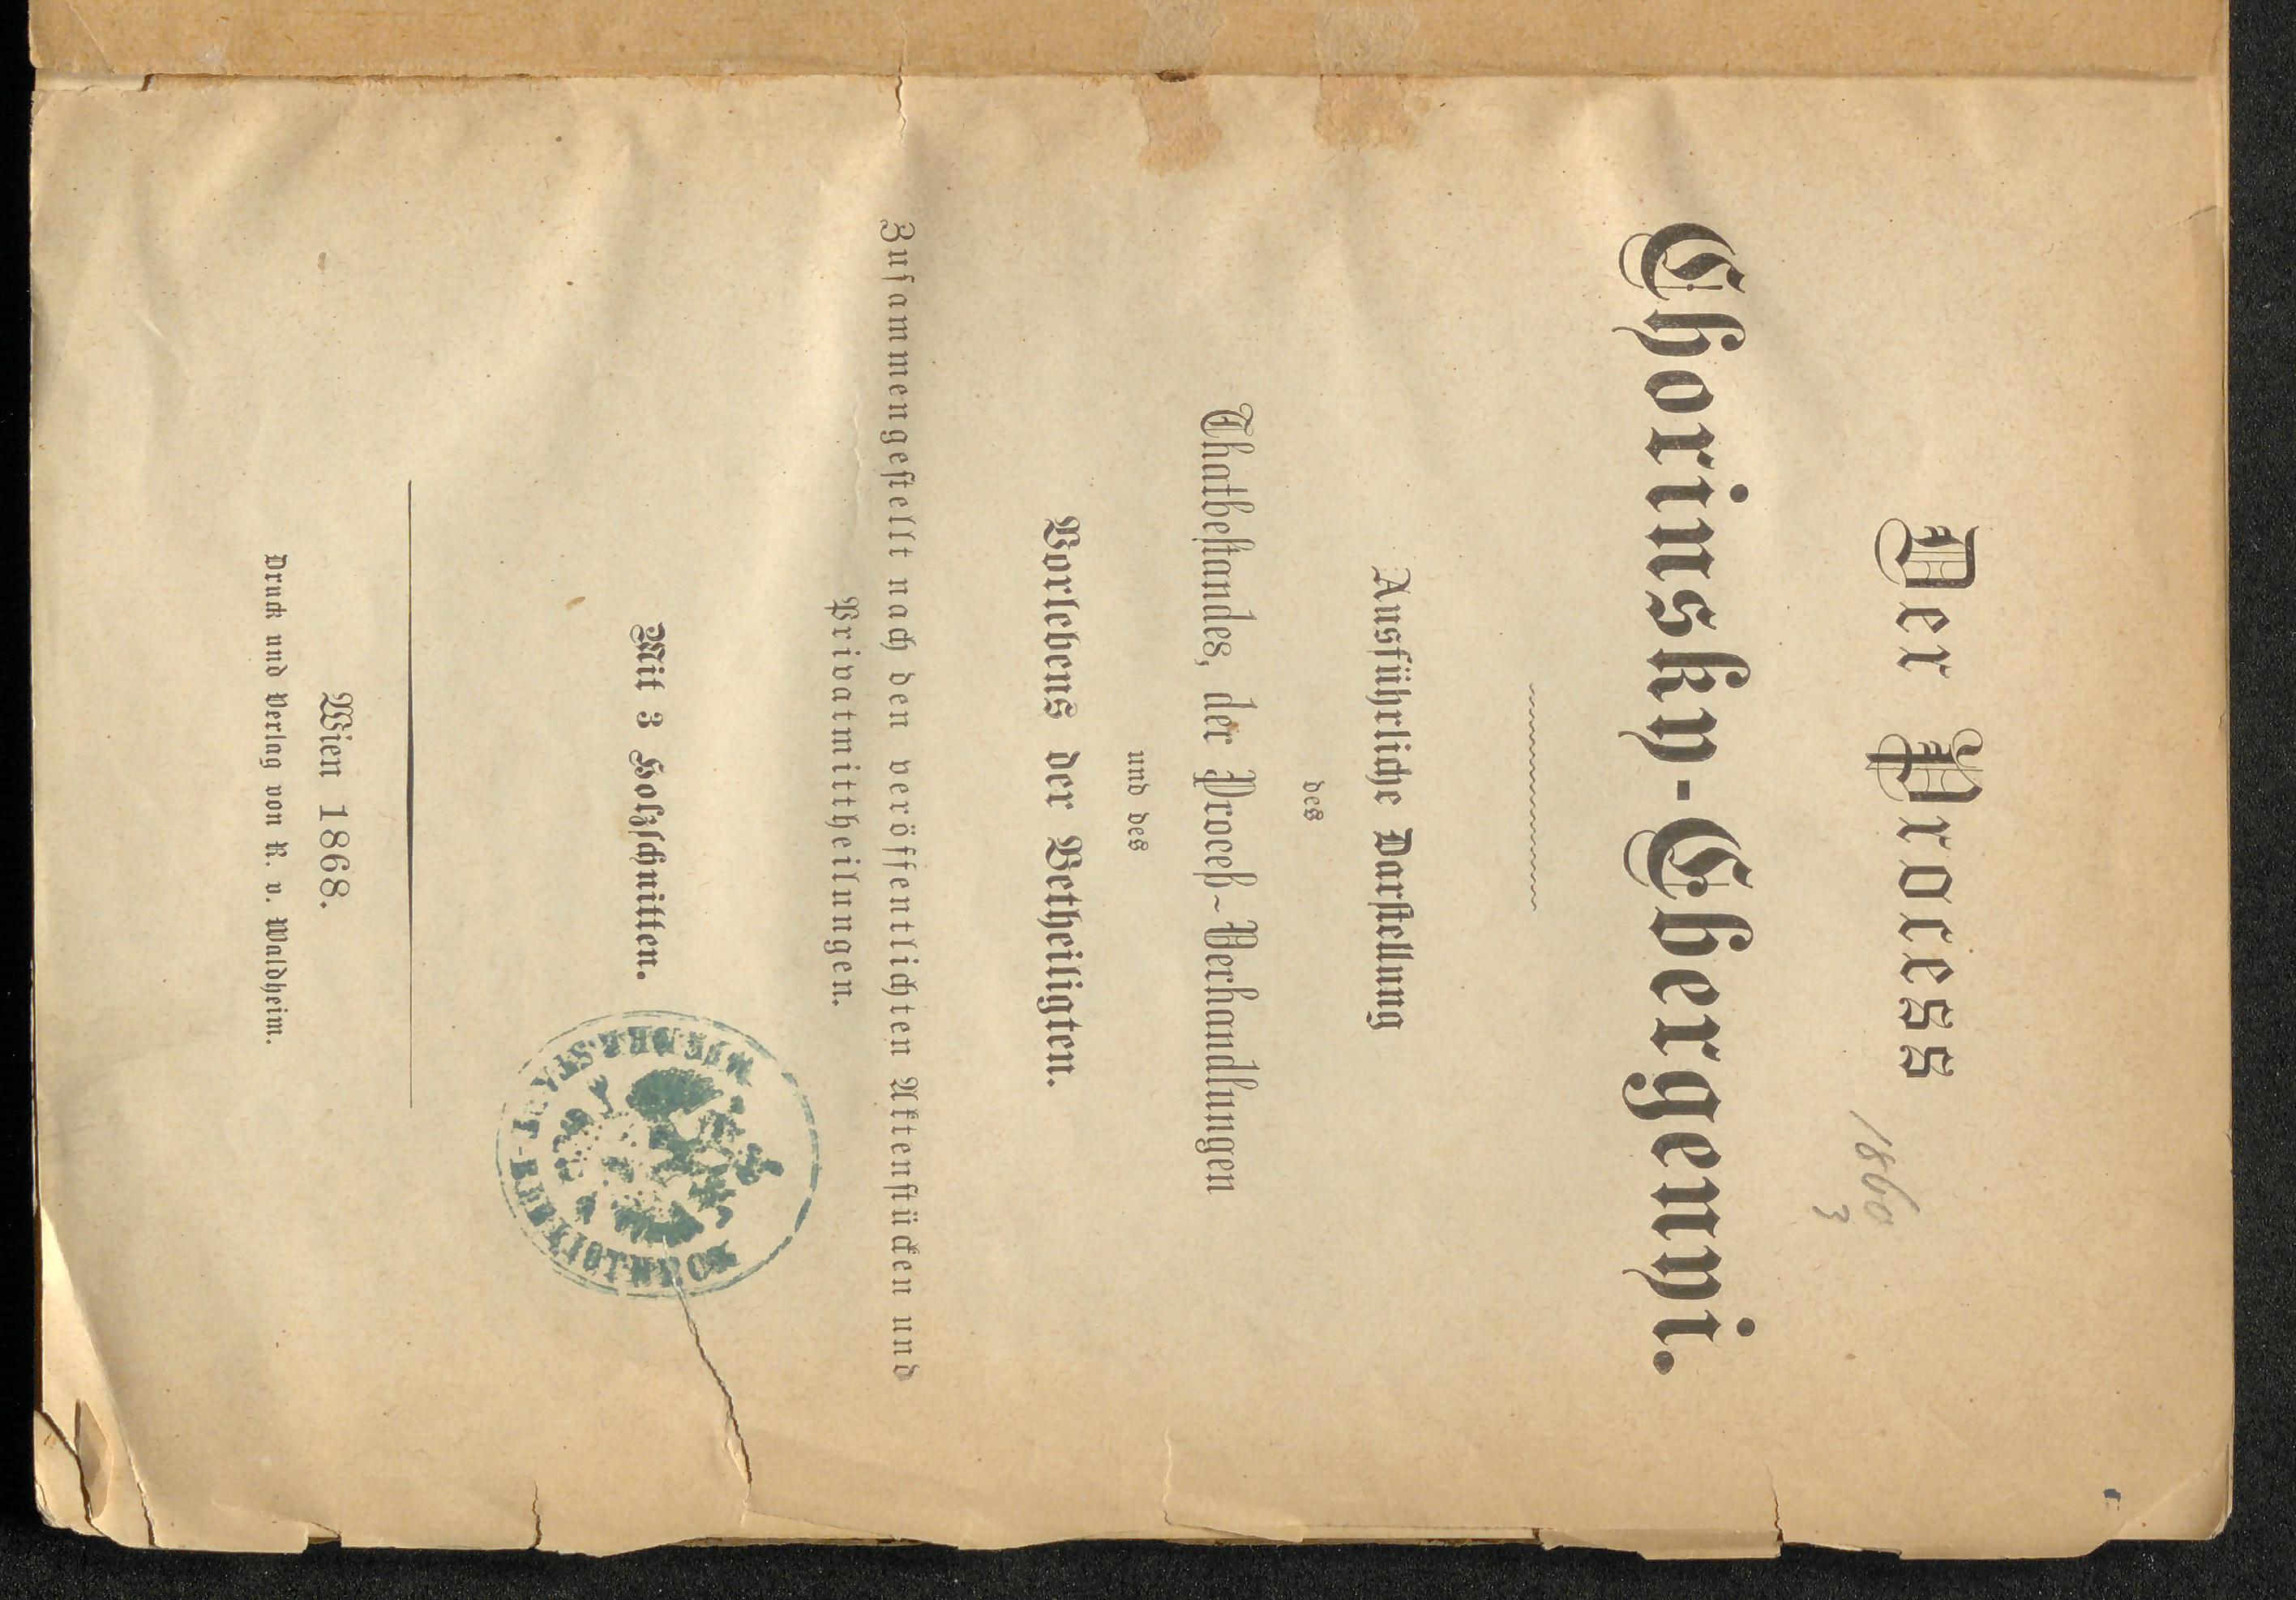 Der Process
Chorinsky-Ebergenyi.
Ausführliche Darstellung
des
Thatbestandes, der Proceß-Verhandlungen
und des
Vorlebens der Betheiligten.
Zusammengestellt nach den veröffentlichten Aktenstücken und
Privatmittheilungen.
Mit 3 Holzschnitten.
Wien 1868.
Druck und Verlag von R. v. Waldheim.